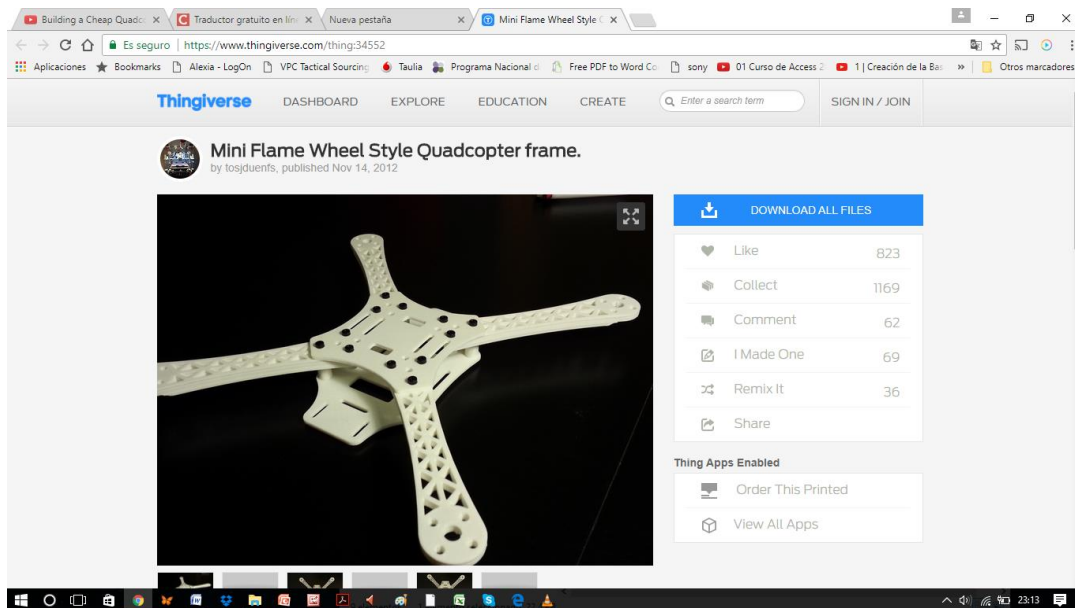 Building a Cheap Quadc
Traductor gratuito en lín
Nueva pestaña
Mini Flame Wheel Style
Es seguro
https://www.thingiverse.com/thing:34552
Aplicaciones
Bookmarks
Alexia - LogOn
VPC Tactical Sourcing
Taulia
Programa Nacional d
Free PDF to Word Co
sony
01 Curso de Access 2
1 | Creación de la Bas
»
Otros marcadores
Thingiverse
DASHBOARD
EXPLORE
EDUCATION
CREATE
Enter a search term
SIGN IN / JOIN
Mini Flame Wheel Style Quadcopter frame.
by tosjduenfs, published Nov 14, 2012
DOWNLOAD ALL FILES
Like 823
Collect 1169
Comment 62
I Made One 69
Remix It 36
Share
Thing Apps Enabled
Order This Printed
View All Apps
23:13